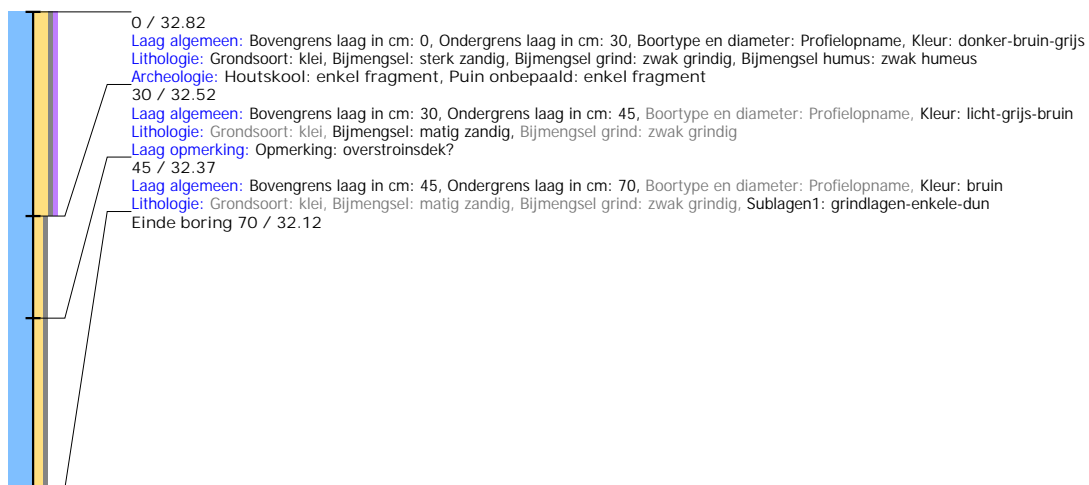 0 / 32.82
Laag algemeen: Bovengrens laag in cm: 0, Ondergrens laag in cm: 30, Boortype en diameter: Profielopname, Kleur: donker-bruin-grijs
Lithologie: Grondsoort: klei, Bijmengsel: sterk zandig, Bijmengsel grind: zwak grindig, Bijmengsel humus: zwak humeus
Archeologie: Houtskool: enkel fragment, Puin onbepaald: enkel fragment
30 / 32.52
Laag algemeen: Bovengrens laag in cm: 30, Ondergrens laag in cm: 45, Boortype en diameter: Profielopname, Kleur: licht-grijs-bruin
Lithologie: Grondsoort: klei, Bijmengsel: matig zandig, Bijmengsel grind: zwak grindig
Laag opmerking: Opmerking: overstroinsdek?
45 / 32.37
Laag algemeen: Bovengrens laag in cm: 45, Ondergrens laag in cm: 70, Boortype en diameter: Profielopname, Kleur: bruin
Lithologie: Grondsoort: klei, Bijmengsel: matig zandig, Bijmengsel grind: zwak grindig, Sublagen1: grindlagen-enkele-dun
Einde boring 70 / 32.12